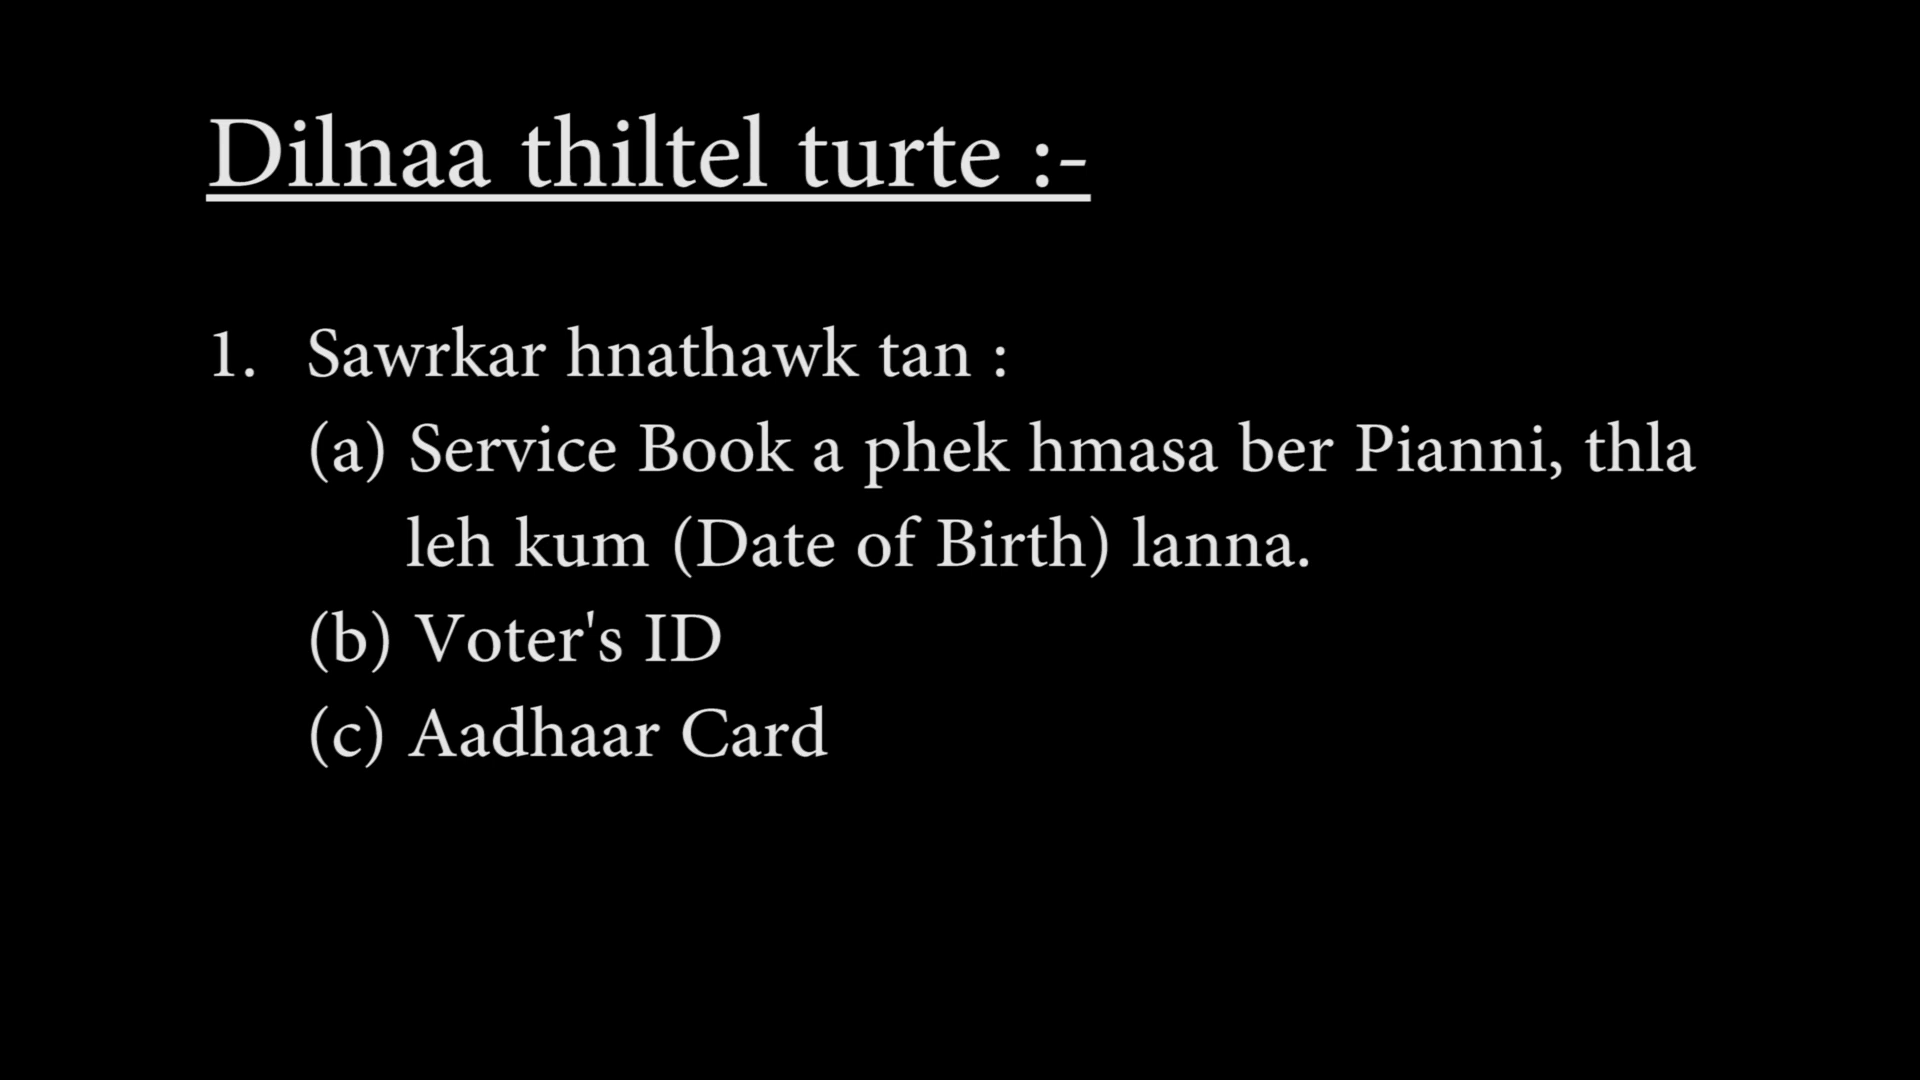 Dilnaa thiltel turte :-
1. Sawrkar hnathawk tan :
(a) Service Book a phek hmasa ber Pianni, thla
leh kum (Date of Birth) lanna.
(b) Voter's ID
(c) Aadhaar Card